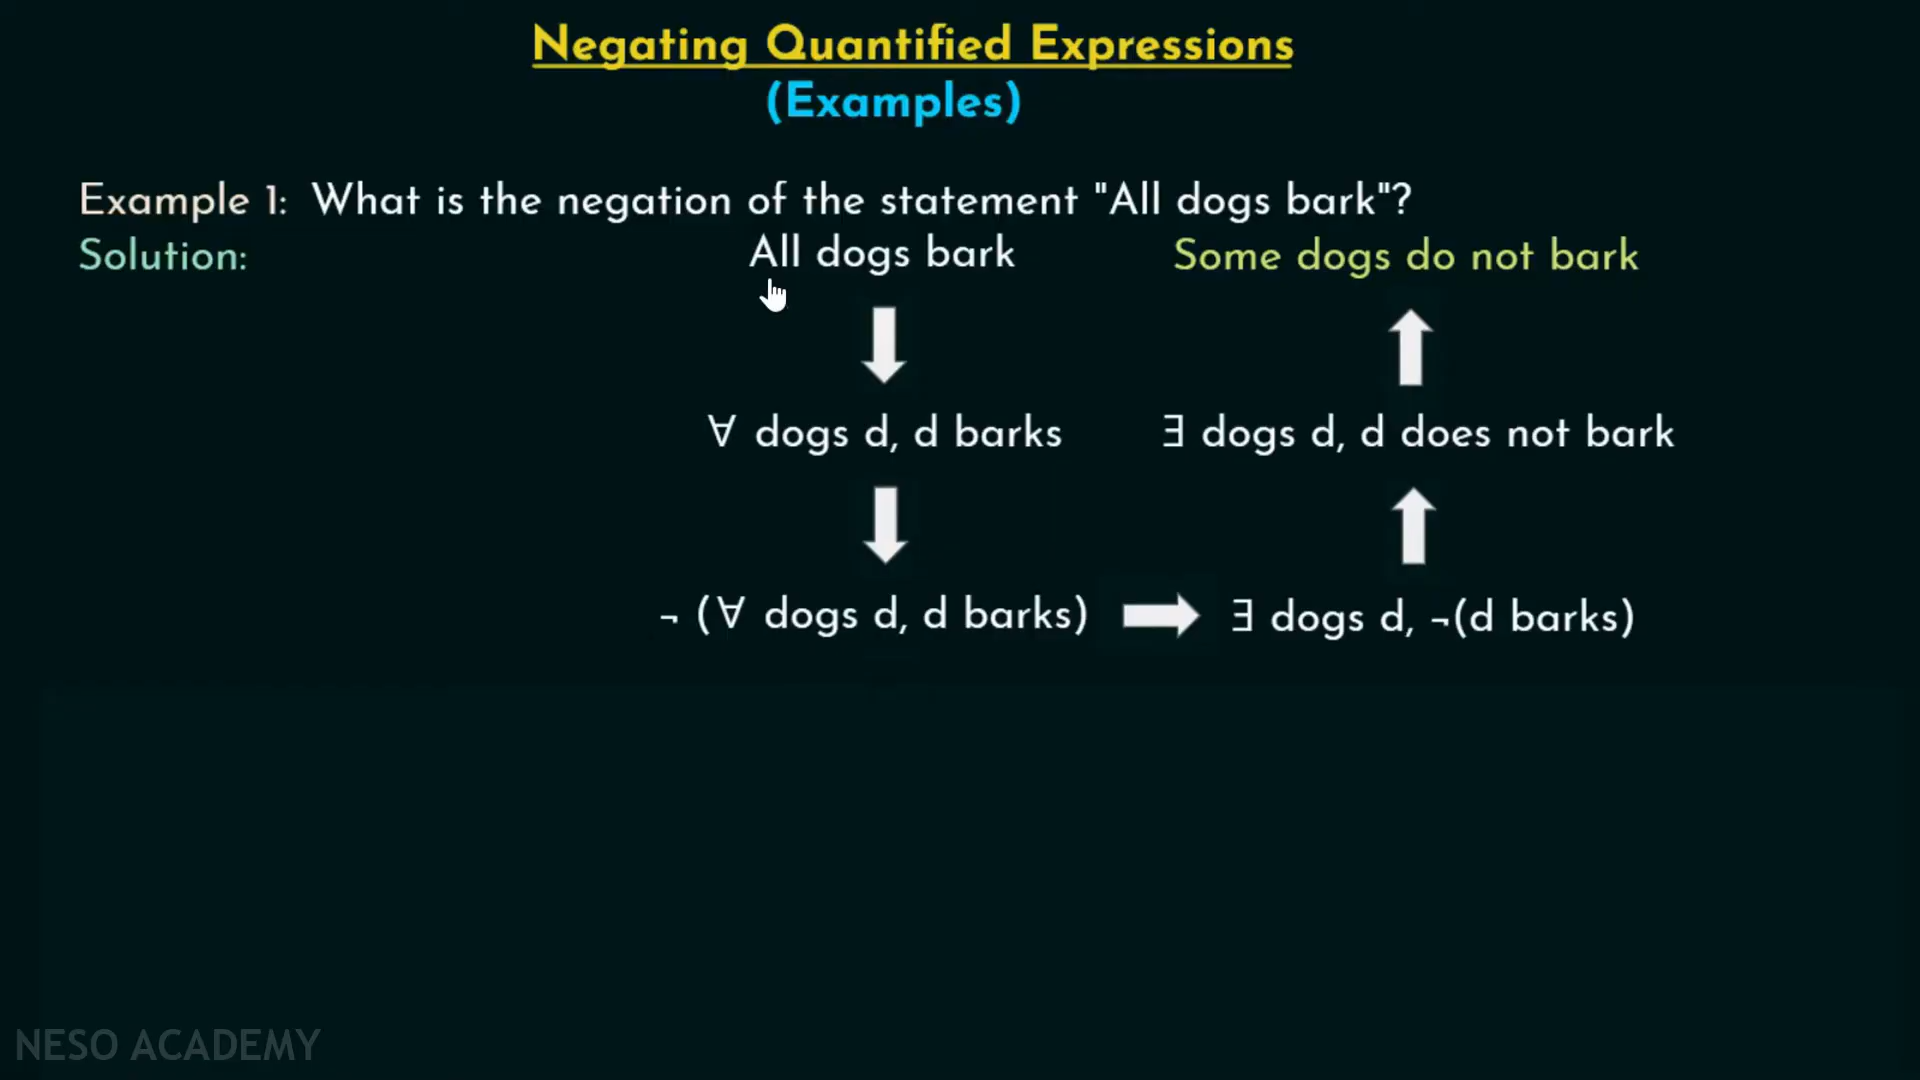 Negating Quantified Expressions
(Examples)
Example 1: What is the negation of the statement "All dogs bark"?
Solution:
All dogs bark
Some dogs do not bark
∀ dogs d, d barks
∃ dogs d, d does not bark
¬ (∀ dogs d, d barks)
∃ dogs d, ¬(d barks)
NESO ACADEMY